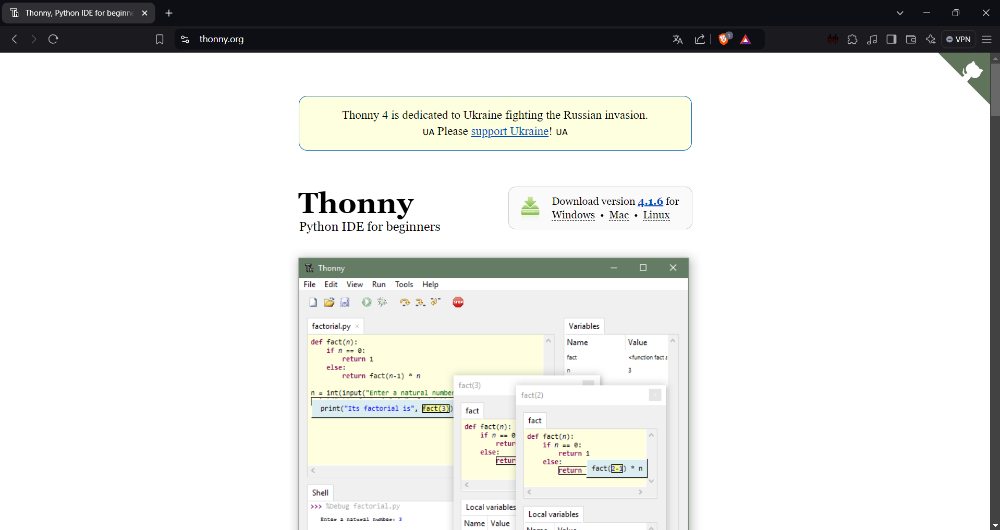 Thonny, Python IDE for beginne
thonny.org
1
VPN
Thonny 4 is dedicated to Ukraine fighting the Russian invasion.
UA Please support Ukraine! UA
Thonny
Python IDE for beginners
Download version 4.1.6 for
Windows • Mac • Linux
Thonny
File Edit View Run Tools Help
STOP
factorial.py
def fact(n):
if n == 0:
return 1
else:
return fact(n-1) * n
n = int(input("Enter a natural number
print("Its factorial is", fact(3))
Variables
Name Value
fact <function fact a
n 3
fact(3)
fact
def fact(n):
if n == 0
retur
else:
retur
Local variables
Name Value
fact(2)
fact
def fact(n):
if n == 0:
return 1
else:
return fact(2-1) * n
Local variables
Name Value
Shell
>>> %Debug factorial.py
Enter a natural number: 3